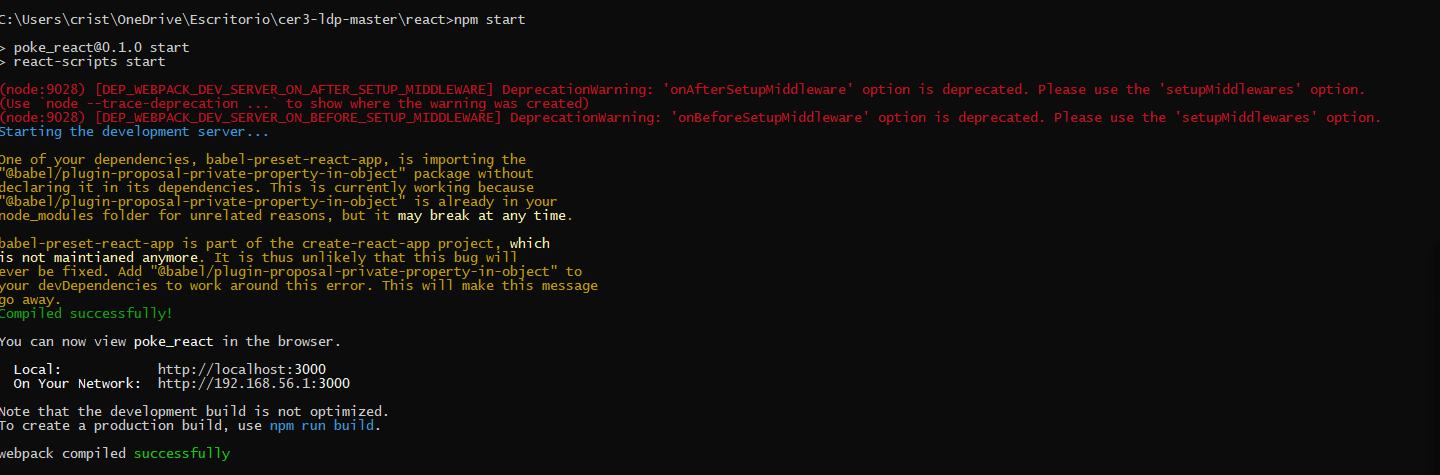 C:\Users\crist\OneDrive\Escritorio\cer3-ldp-master\react>npm start
> poke_react@0.1.0 start
> react-scripts start
(node:9028) [DEP_WEBPACK_DEV_SERVER_ON_AFTER_SETUP_MIDDLEWARE] DeprecationWarning: 'onAfterSetupMiddleware' option is deprecated. Please use the 'setupMiddlewares' option.
(Use `node --trace-deprecation ...` to show where the warning was created)
(node:9028) [DEP_WEBPACK_DEV_SERVER_ON_BEFORE_SETUP_MIDDLEWARE] DeprecationWarning: 'onBeforeSetupMiddleware' option is deprecated. Please use the 'setupMiddlewares' option.
Starting the development server...
One of your dependencies, babel-preset-react-app, is importing the
"@babel/plugin-proposal-private-property-in-object" package without
declaring it in its dependencies. This is currently working because
"@babel/plugin-proposal-private-property-in-object" is already in your
node_modules folder for unrelated reasons, but it may break at any time.
babel-preset-react-app is part of the create-react-app project, which
is not maintianed anymore. It is thus unlikely that this bug will
ever be fixed. Add "@babel/plugin-proposal-private-property-in-object" to
your devDependencies to work around this error. This will make this message
go away.
Compiled successfully!
You can now view poke_react in the browser.
Local: http://localhost:3000
On Your Network: http://192.168.56.1:3000
Note that the development build is not optimized.
To create a production build, use npm run build.
webpack compiled successfully